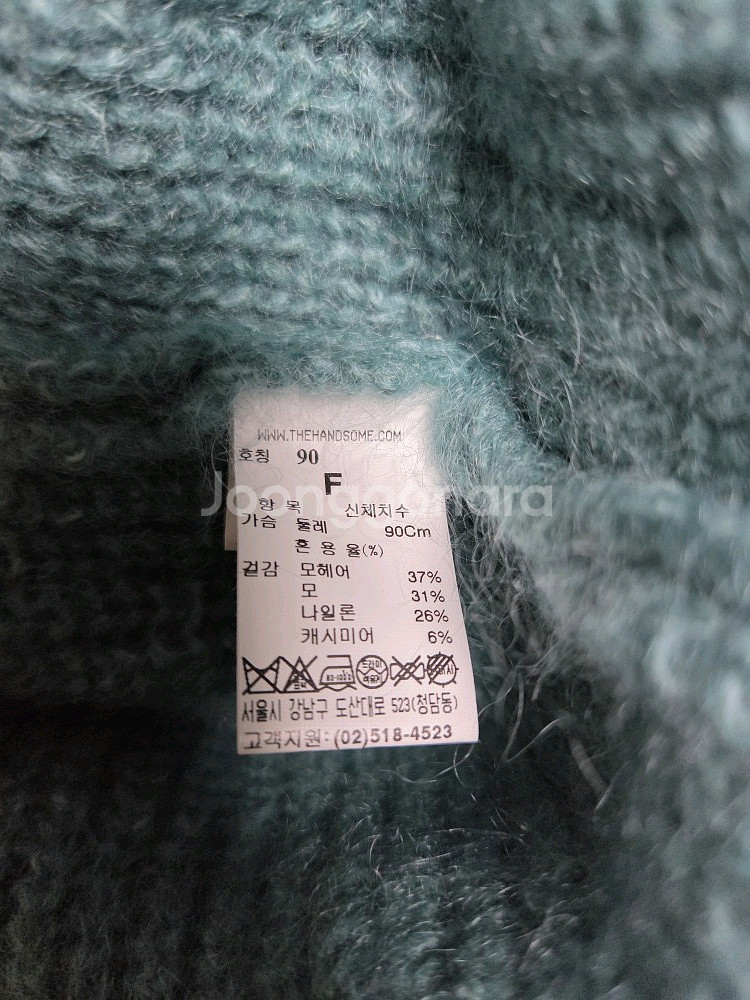 WWW.THEHANDSOME.COM
호칭 90
F
Joonggonara
항 목 신체치수
가슴 둘레 90Cm
혼 용 율(%)
겉감 모헤어 37%
모 31%
나일론 26%
캐시미어 6%
서울시 강남구 도산대로 523(청담동)
고객지원: (02)518-4523